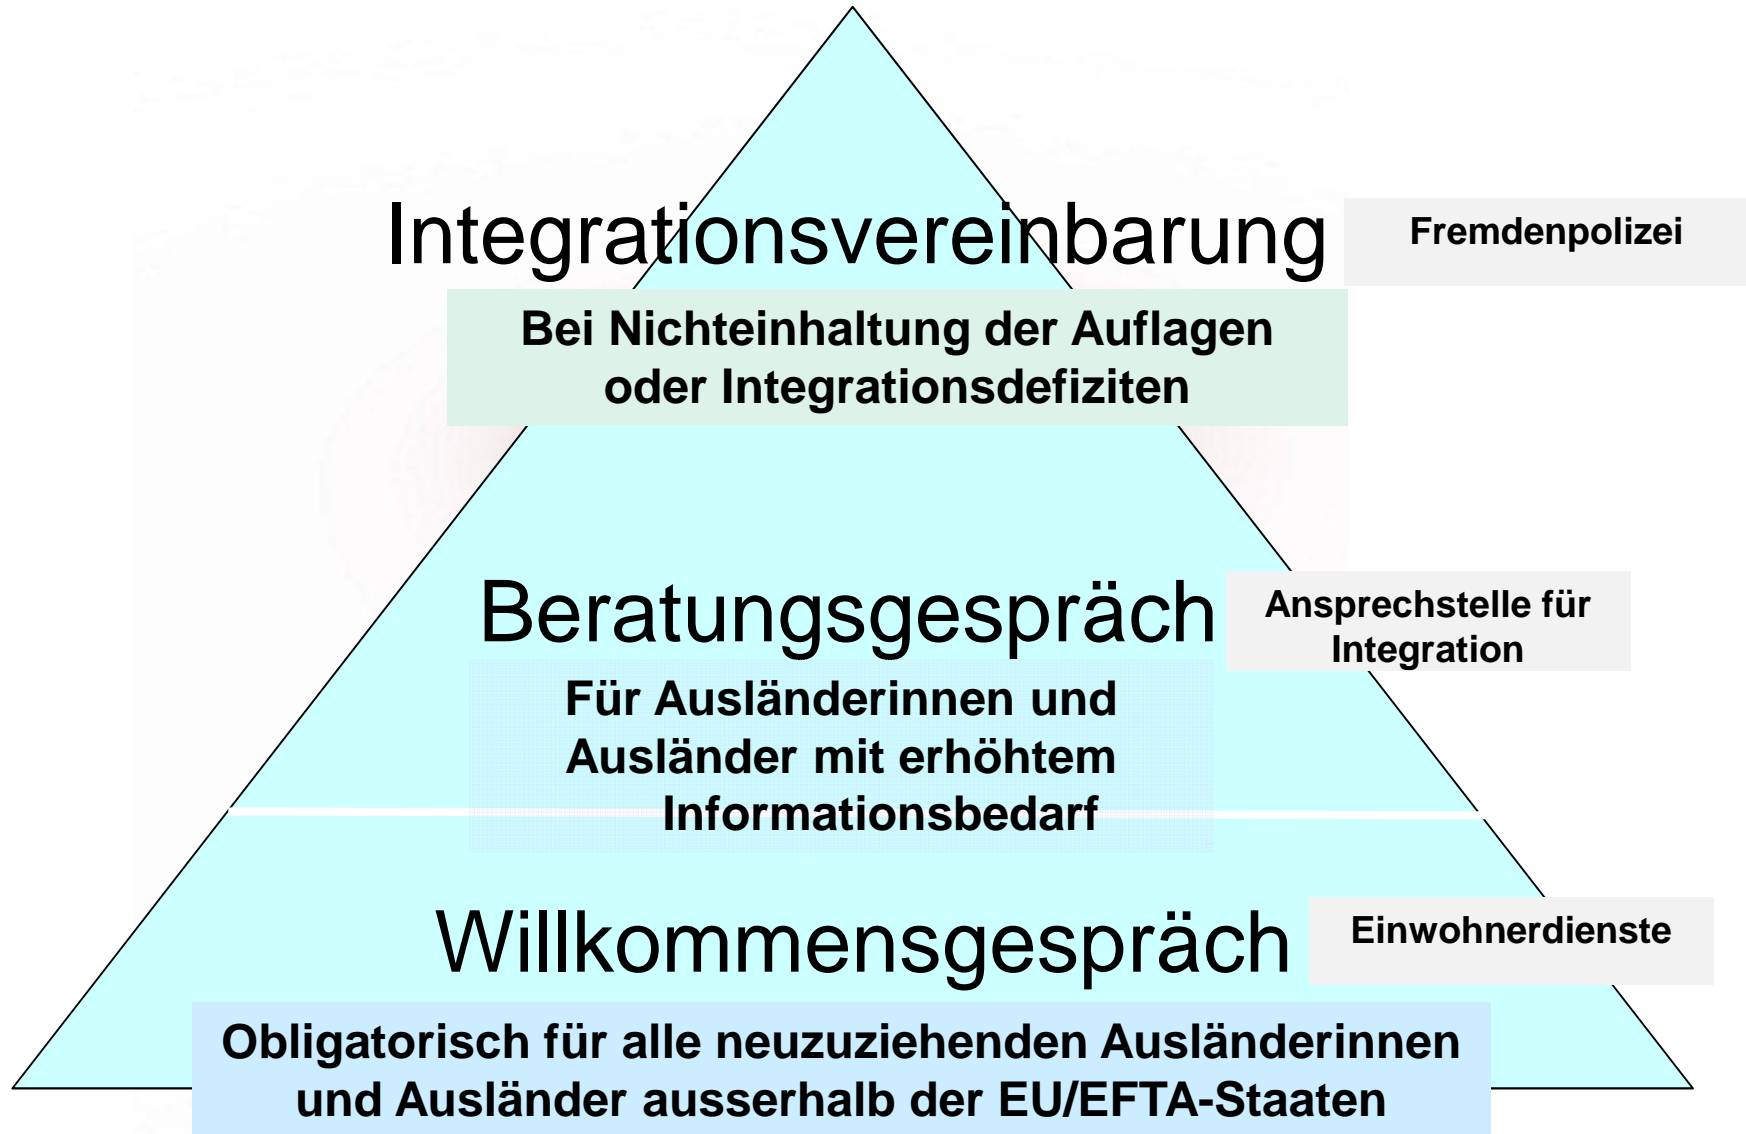 Integrationsvereinbarung
Fremdenpolizei
Bei Nichteinhaltung der Auflagen
oder Integrationsdefiziten
Beratungsgespräch
Ansprechstelle für
Integration
Für Ausländerinnen und
Ausländer mit erhöhtem
Informationsbedarf
Willkommensgespräch
Einwohnerdienste
Obligatorisch für alle neuzuziehenden Ausländerinnen
und Ausländer ausserhalb der EU/EFTA-Staaten